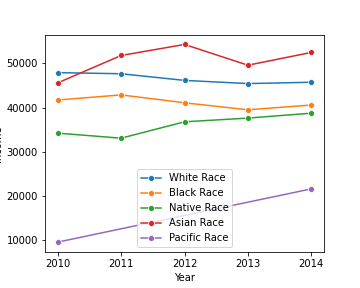 50000
40000
30000
20000
10000
White Race
Black Race
Native Race
Asian Race
Pacific Race
2010 2011 2012 2013 2014
Year